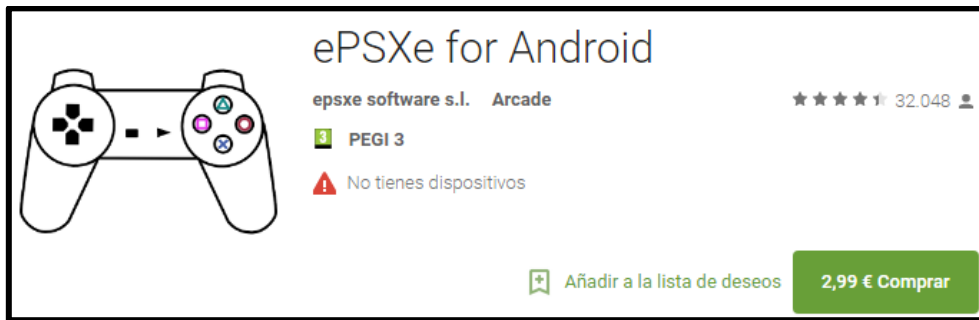 ePSXe for Android
epsxe software s.l. Arcade 32.048
3 PEGI 3
No tienes dispositivos
Añadir a la lista de deseos 2,99 € Comprar